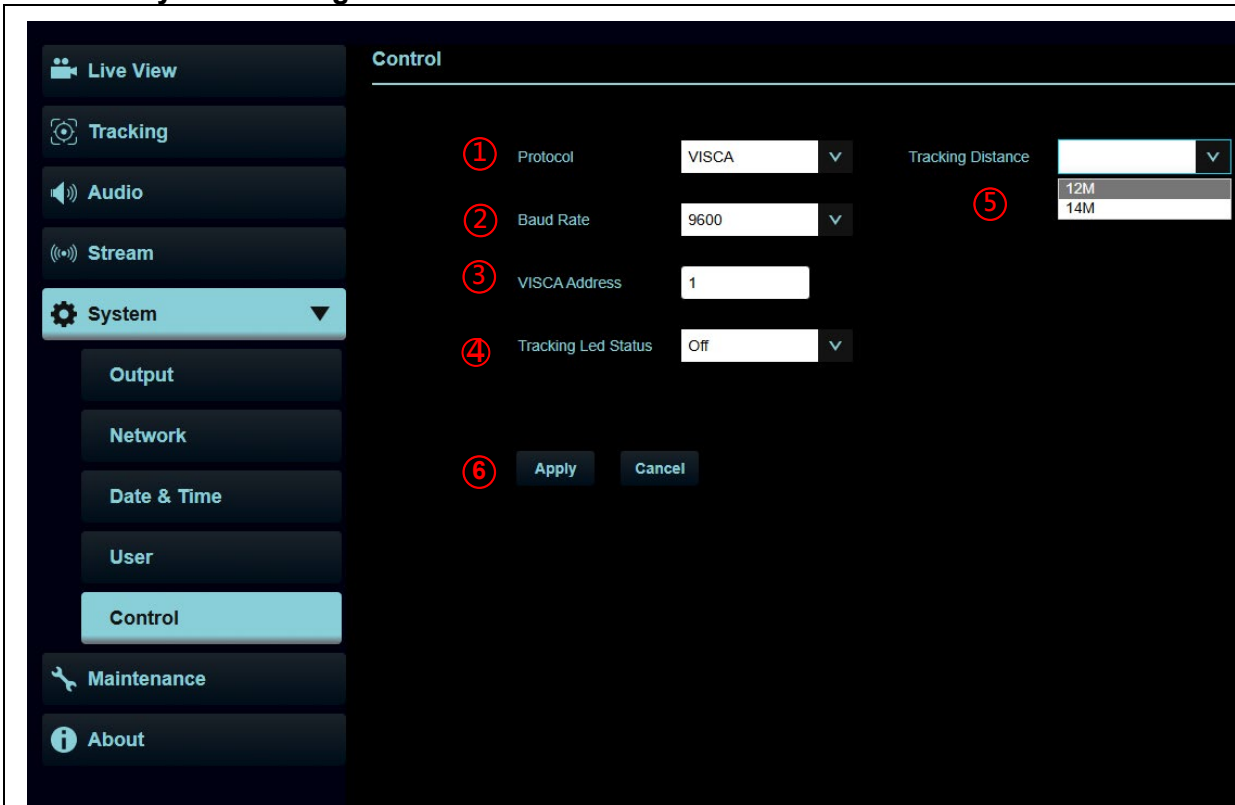 Live View
Tracking
Audio
Stream
System
Output
Network
Date & Time
User
Control
Maintenance
About
Control
① Protocol VISCA Tracking Distance
⑤ 12M
14M
② Baud Rate 9600
③ VISCA Address 1
④ Tracking Led Status Off
⑥ Apply Cancel